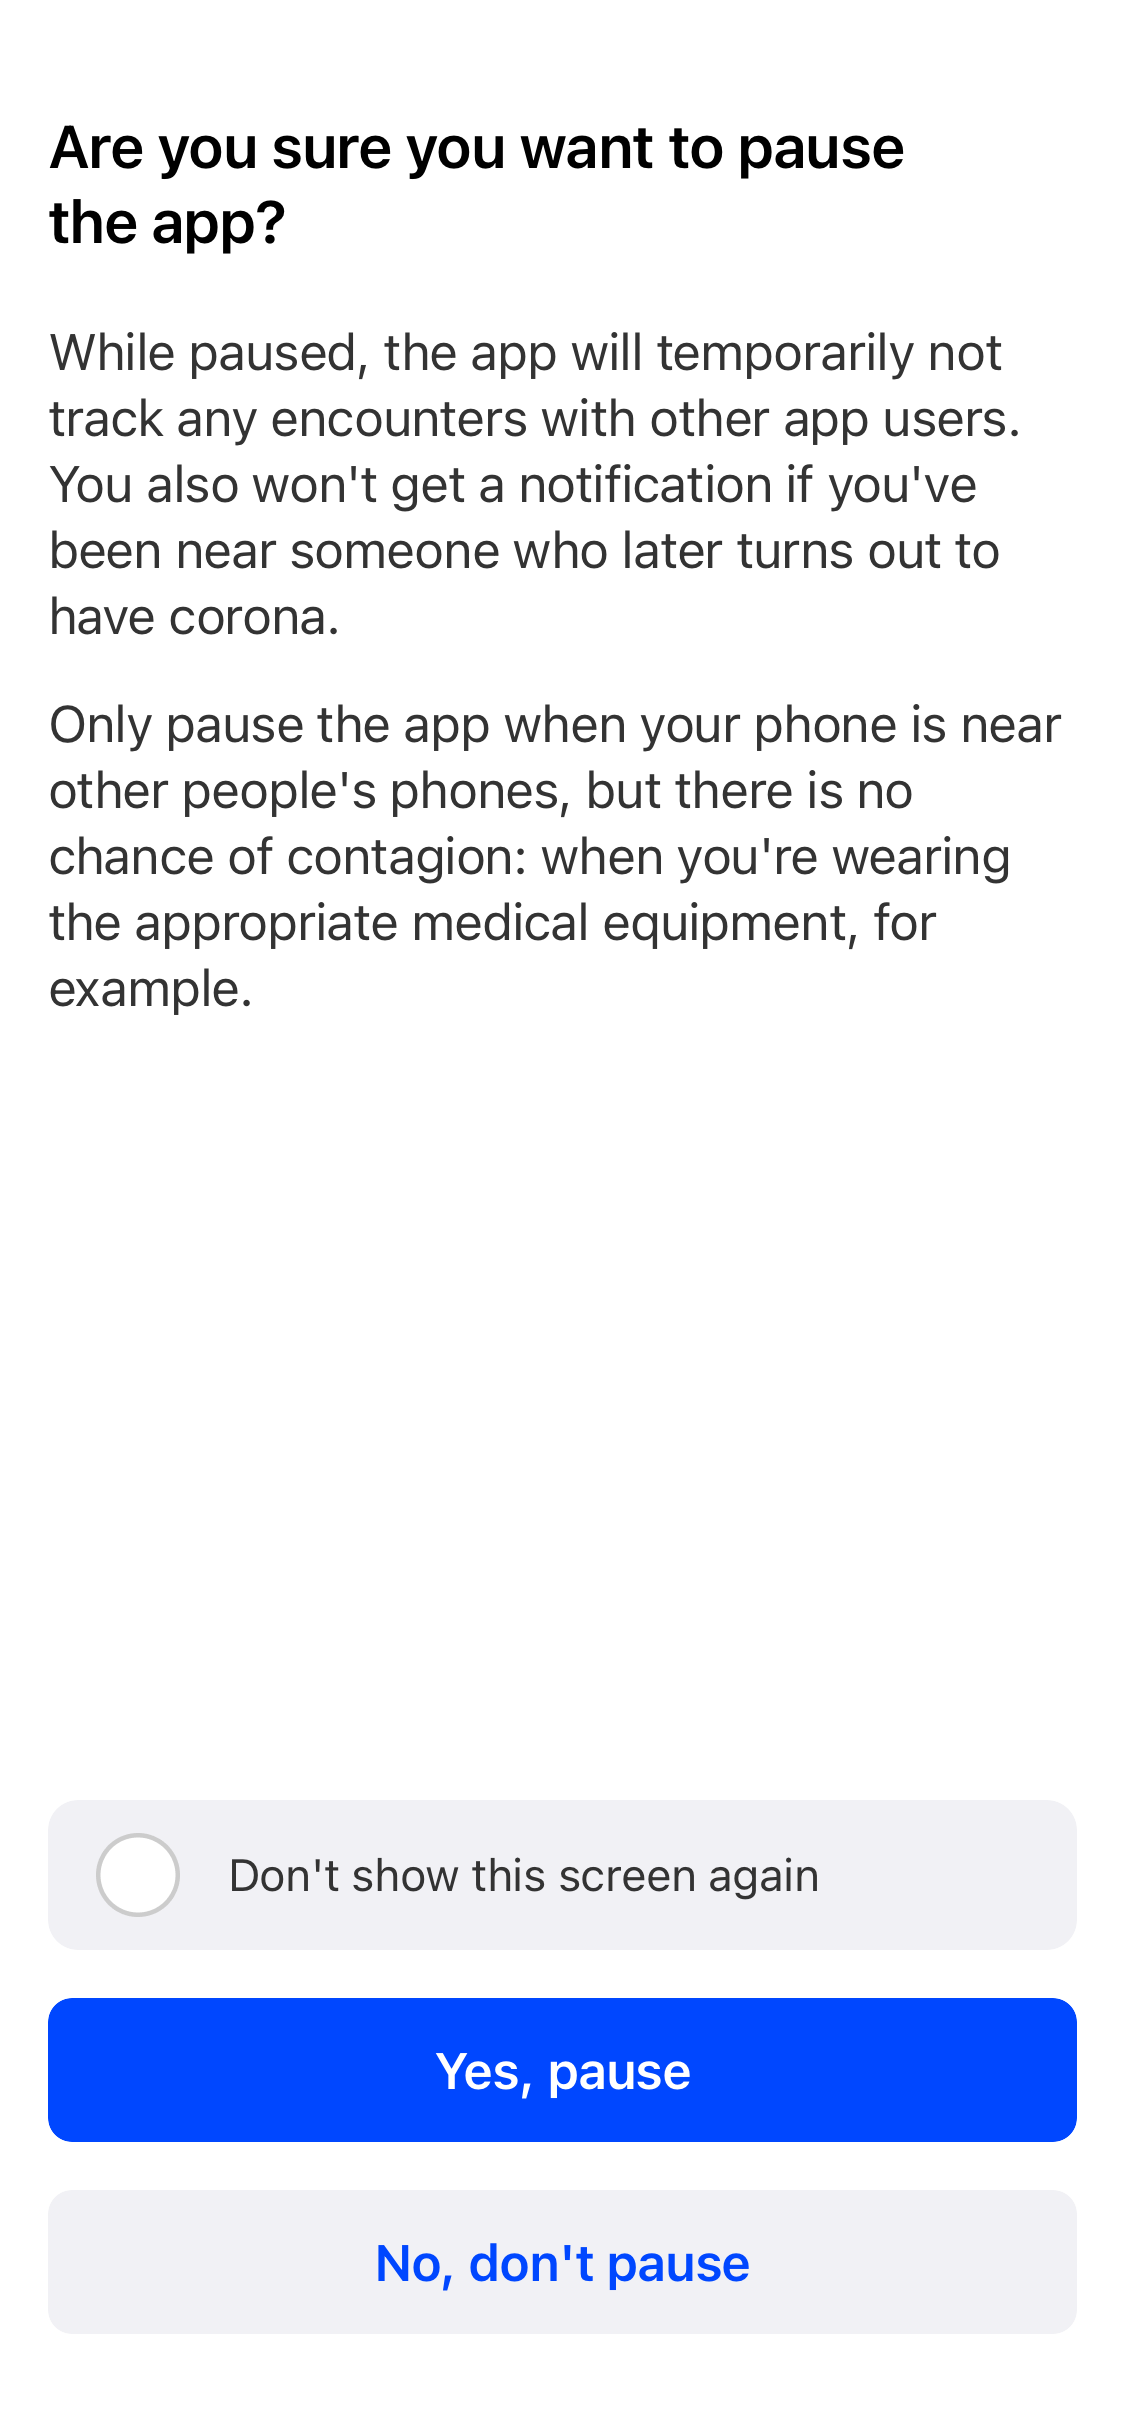 Are you sure you want to pause
the app?
While paused, the app will temporarily not
track any encounters with other app users.
You also won't get a notification if you've
been near someone who later turns out to
have corona.
Only pause the app when your phone is near
other people's phones, but there is no
chance of contagion: when you're wearing
the appropriate medical equipment, for
example.
Don't show this screen again
Yes, pause
No, don't pause